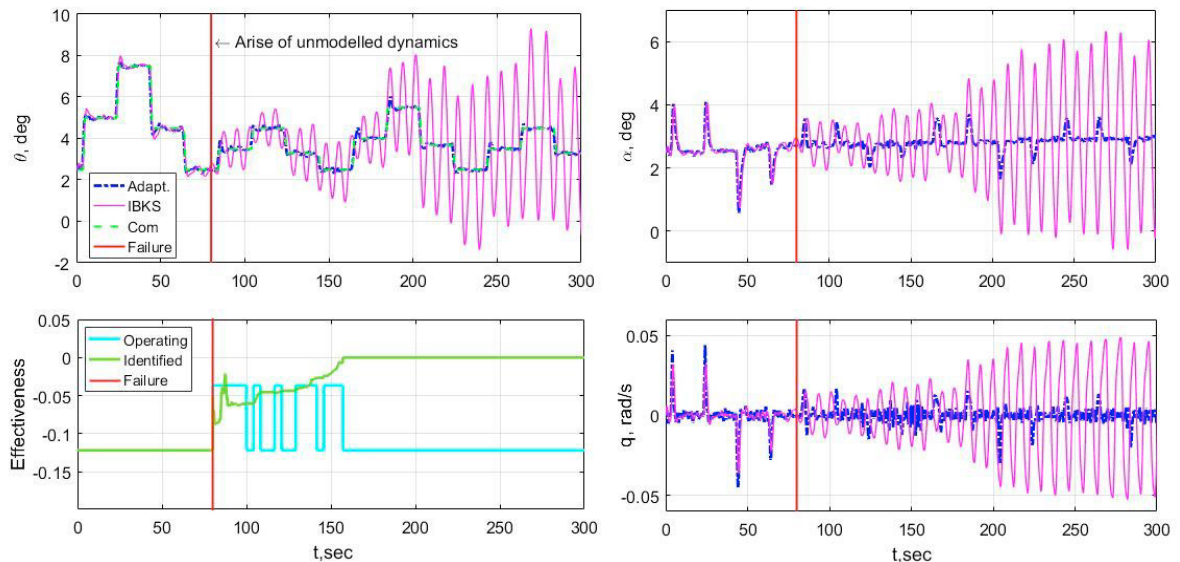 10
8
6
4
2
0
-2
θ, deg
← Arise of unmodelled dynamics
Adapt.
IBKS
Com
Failure
0 50 100 150 200 250 300
6
4
2
0
α, deg
0 50 100 150 200 250 300
0.05
0
-0.05
-0.1
-0.15
Effectiveness
Operating
Identified
Failure
0 50 100 150 200 250 300
t,sec
0.05
0
-0.05
q, rad/s
0 50 100 150 200 250 300
t,sec